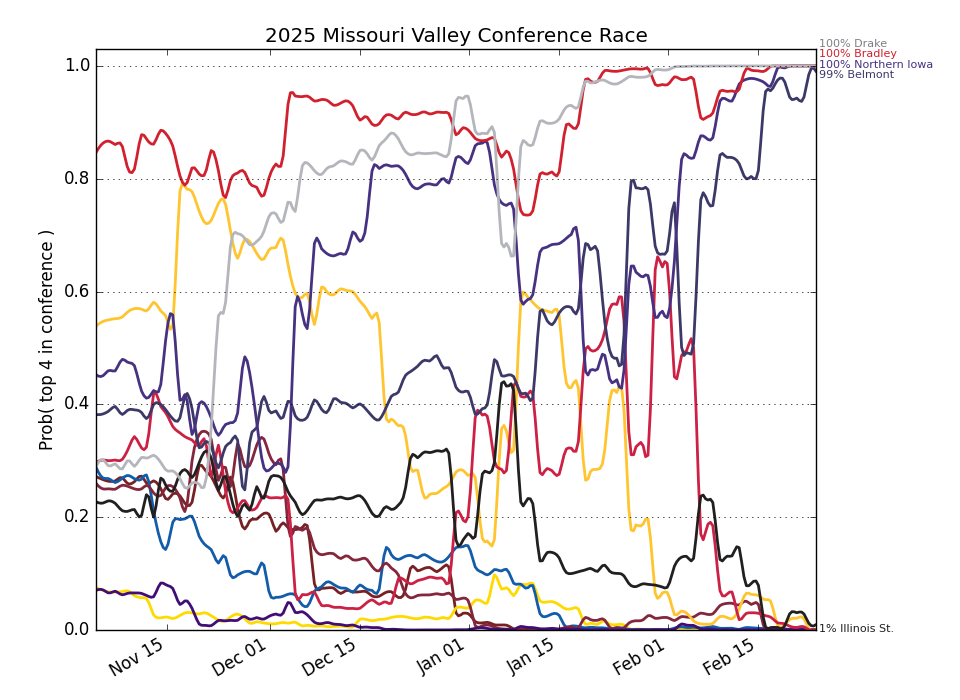 2025 Missouri Valley Conference Race
100% Drake
100% Bradley
100% Northern Iowa
99% Belmont
1.0
0.8
0.6
0.4
0.2
0.0
Prob( top 4 in conference )
1% Illinois St.
Nov 15
Dec 01
Dec 15
Jan 01
Jan 15
Feb 01
Feb 15